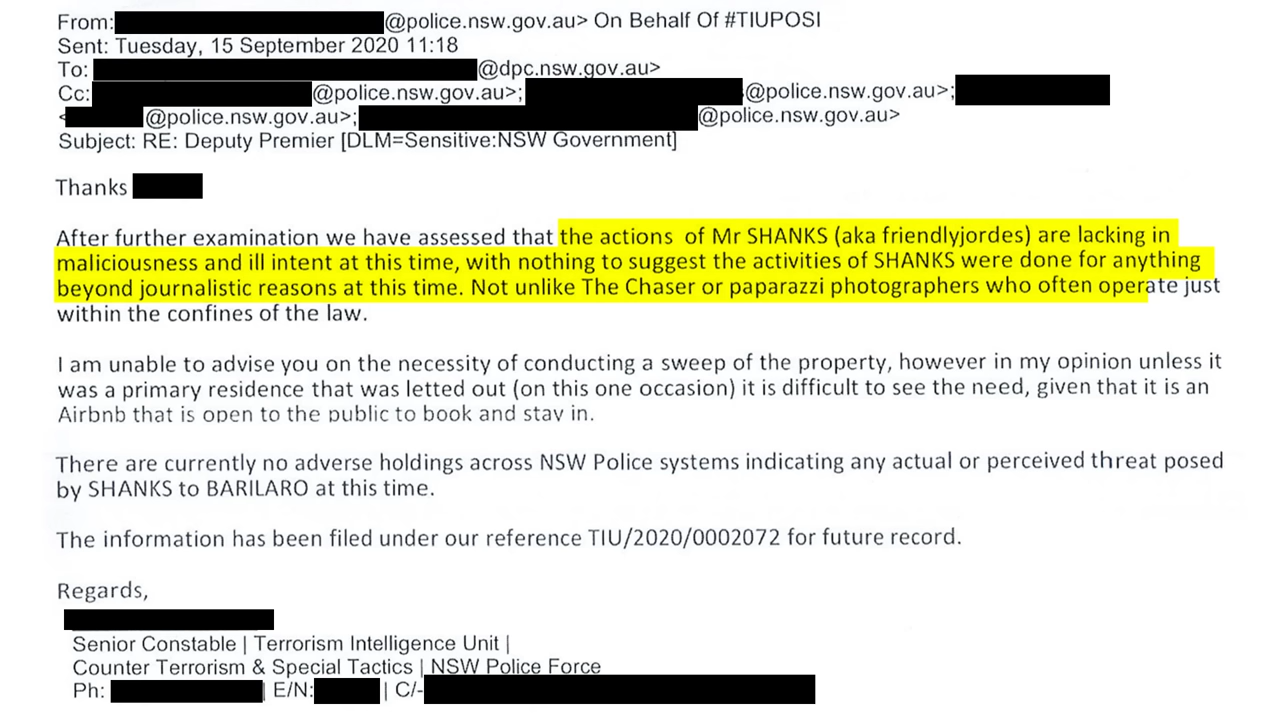 From: @police.nsw.gov.au> On Behalf Of #TIUPOSI
Sent: Tuesday, 15 September 2020 11:18
To: @dpc.nsw.gov.au>
Cc: @police.nsw.gov.au>; @police.nsw.gov.au>;
< @police.nsw.gov.au>; @police.nsw.gov.au>
Subject: RE: Deputy Premier [DLM=Sensitive:NSW Government]
Thanks
After further examination we have assessed that the actions of Mr SHANKS (aka friendlyjordes) are lacking in
maliciousness and ill intent at this time, with nothing to suggest the activities of SHANKS were done for anything
beyond journalistic reasons at this time. Not unlike The Chaser or paparazzi photographers who often operate just
within the confines of the law.
I am unable to advise you on the necessity of conducting a sweep of the property, however in my opinion unless it
was a primary residence that was letted out (on this one occasion) it is difficult to see the need, given that it is an
Airbnb that is open to the public to book and stay in.
There are currently no adverse holdings across NSW Police systems indicating any actual or perceived threat posed
by SHANKS to BARILARO at this time.
The information has been filed under our reference TIU/2020/0002072 for future record.
Regards,
Senior Constable | Terrorism Intelligence Unit |
Counter Terrorism & Special Tactics | NSW Police Force
Ph: | E/N: | C/-